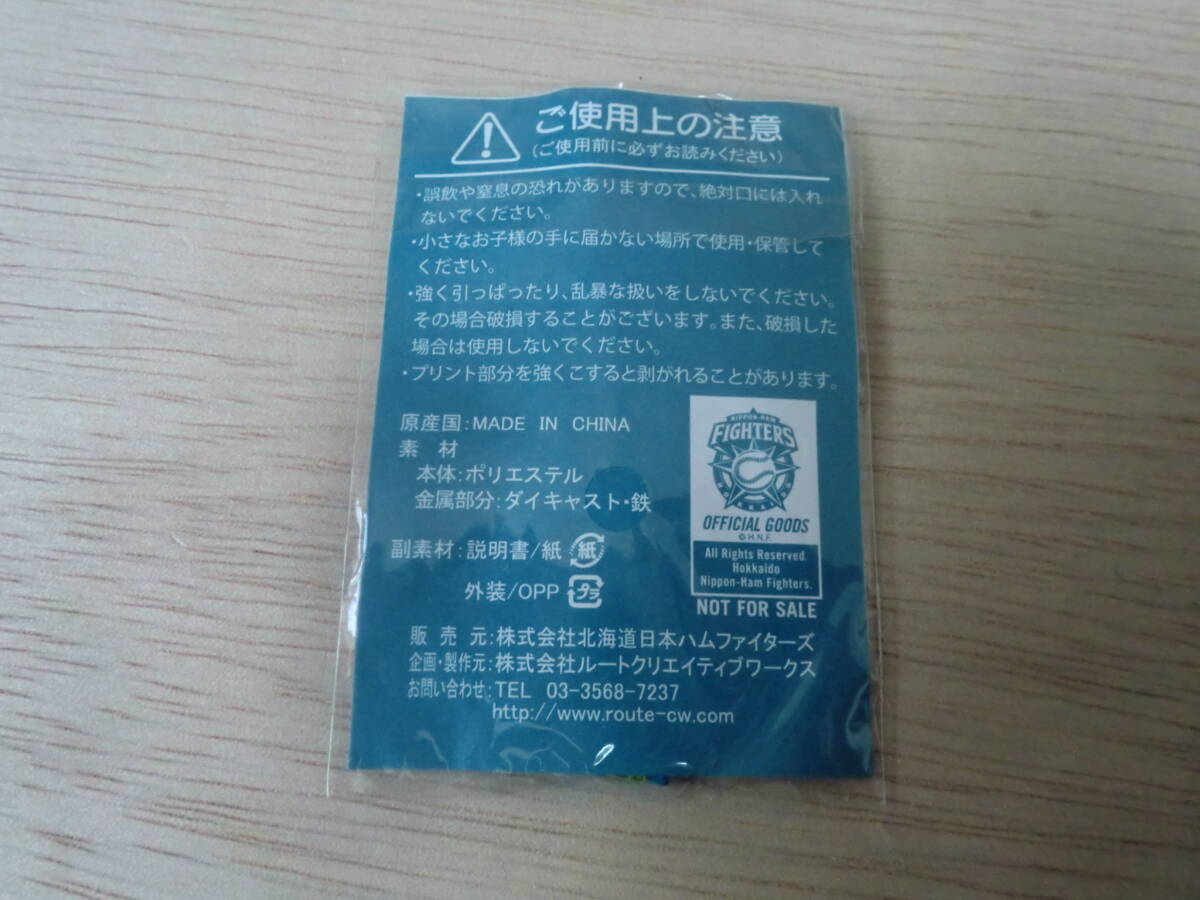 ご使用上の注意
(ご使用前に必ずお読みください)
・誤飲や窒息の恐れがありますので、絶対口には入れ
ないでください。
・小さなお子様の手に届かない場所で使用・保管して
ください。
・強く引っぱったり、乱暴な扱いをしないでください。
その場合破損することがございます。また、破損した
場合は使用しないでください。
・プリント部分を強くこすると剥がれることがあります。
原産国:MADE IN CHINA
素 材
本体:ポリエステル
金属部分:ダイキャスト・鉄
副素材:説明書/紙 紙
外装/OPP プラ
NIPPON-HAM
FIGHTERS
OFFICIAL GOODS
©H.N.F.
All Rights Reserved.
Hokkaido
Nippon-Ham Fighters.
NOT FOR SALE
販 売 元:株式会社北海道日本ハムファイターズ
企画・製作元:株式会社ルートクリエイティブワークス
お問い合わせ:TEL 03-3568-7237
http://www.route-cw.com